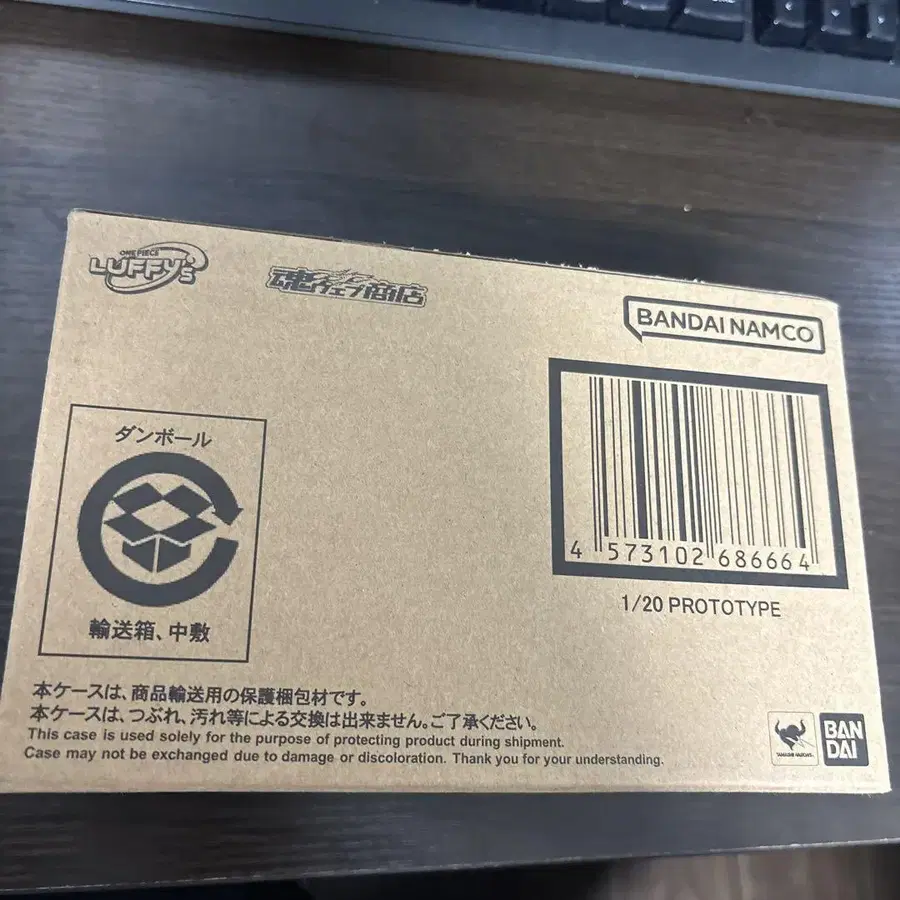 ONE PIECE
LUFFY's
魂ウェブ商店
BANDAI NAMCO
4 573102 686664
1/20 PROTOTYPE
ダンボール
輸送箱、中敷
本ケースは、商品輸送用の保護梱包材です。
本ケースは、つぶれ、汚れ等による交換は出来ません。ご了承ください。
This case is used solely for the purpose of protecting product during shipment.
Case may not be exchanged due to damage or discoloration. Thank you for your understanding.
TAMASHII NATIONS
BAN
DAI